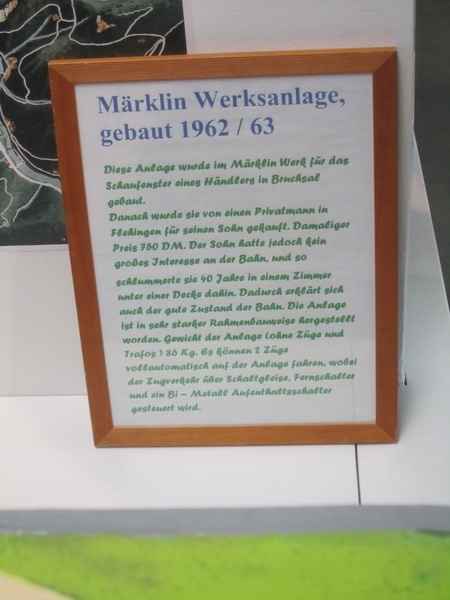 Märklin Werksanlage,
gebaut 1962 / 63
Diese Anlage wurde im Märklin Werk für das
Schaufenster eines Händlers in Bruchsal
gebaut.
Danach wurde sie von einen Privatmann in
Flehingen für seinen Sohn gekauft. Damaliger
Preis 750 DM. Der Sohn hatte jedoch kein
großes Interesse an der Bahn, und so
schlummerte sie 40 Jahre in einem Zimmer
unter einer Decke dahin. Dadurch erklärt sich
auch der gute Zustand der Bahn. Die Anlage
ist in sehr starker Rahmenbauweise hergestellt
worden. Gewicht der Anlage (ohne Züge und
Trafos ) 86 Kg. Es können 2 Züge
vollautomatisch auf der Anlage fahren, wobei
der Zugverkehr über Schaltgleise, Fernschalter
und ein Bi – Metall Aufenthaltsschalter
gesteuert wird.